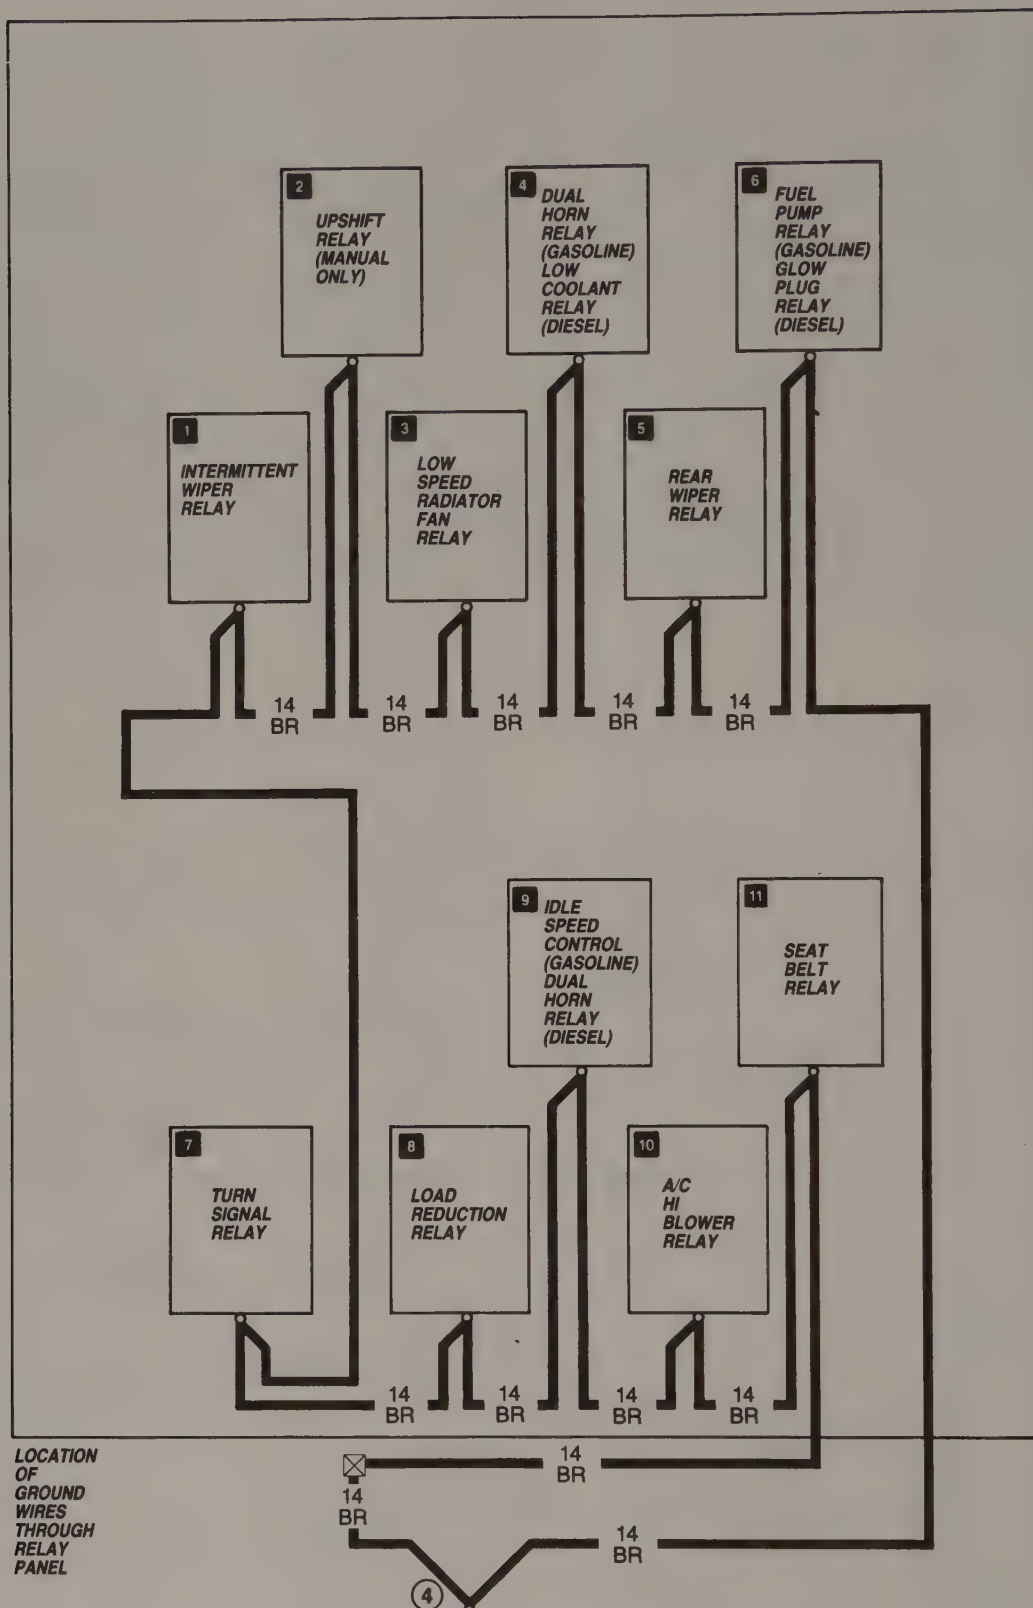 2
UPSHIFT
RELAY
(MANUAL
ONLY)
4
DUAL
HORN
RELAY
(GASOLINE)
LOW
COOLANT
RELAY
(DIESEL)
6
FUEL
PUMP
RELAY
(GASOLINE)
GLOW
PLUG
RELAY
(DIESEL)
1
INTERMITTENT
WIPER
RELAY
3
LOW
SPEED
RADIATOR
FAN
RELAY
5
REAR
WIPER
RELAY
14
BR
14
BR
14
BR
14
BR
14
BR
9
IDLE
SPEED
CONTROL
(GASOLINE)
DUAL
HORN
RELAY
(DIESEL)
11
SEAT
BELT
RELAY
7
TURN
SIGNAL
RELAY
8
LOAD
REDUCTION
RELAY
10
A/C
HI
BLOWER
RELAY
14
BR
14
BR
14
BR
14
BR
LOCATION
OF
GROUND
WIRES
THROUGH
RELAY
PANEL
14
BR
14
BR
14
BR
4